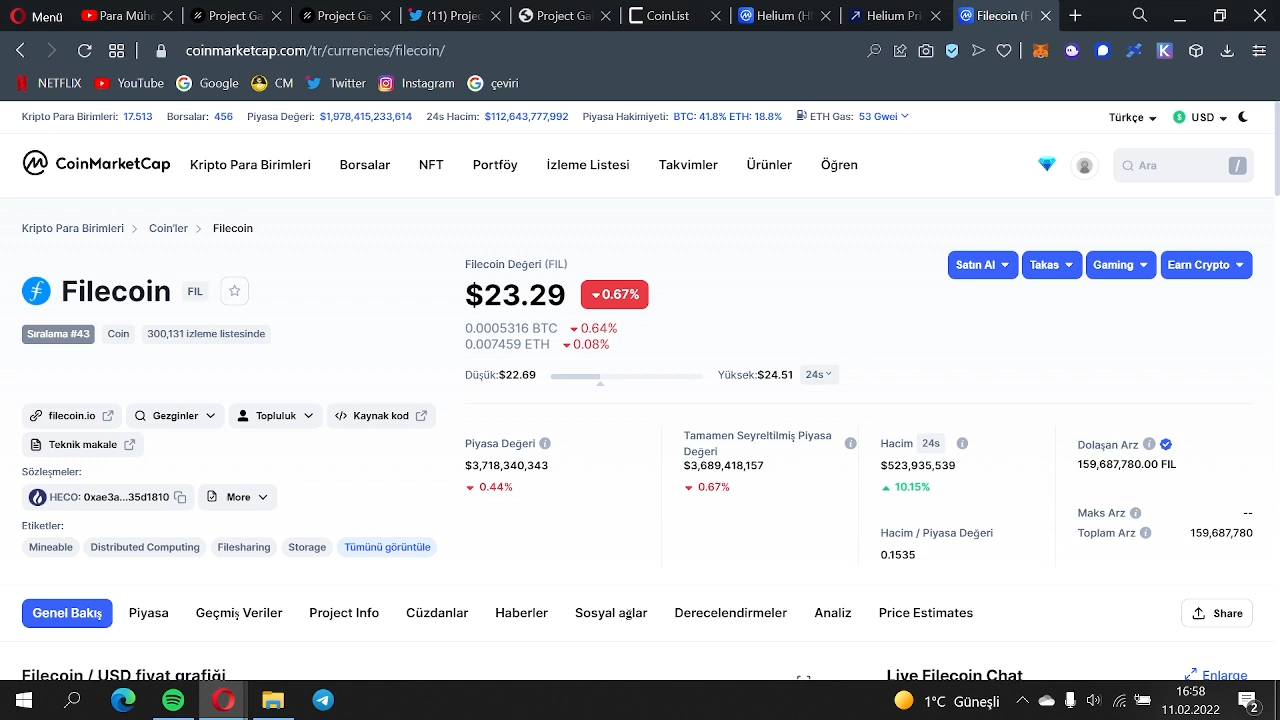 Menü
Para Müho
Project Ga
Project Ga
(11) Projec
Project Gal
CoinList
Helium (H
Helium Pri
Filecoin (FI
coinmarketcap.com/tr/currencies/filecoin/
NETFLIX YouTube Google CM Twitter Instagram çeviri
Kripto Para Birimleri: 17.513 Borsalar: 456 Piyasa Değeri: $1,978,415,233,614 24s Hacim: $112,643,777,992 Piyasa Hakimiyeti: BTC: 41.8% ETH: 18.8% ETH Gas: 53 Gwei Türkçe USD
CoinMarketCap Kripto Para Birimleri Borsalar NFT Portföy İzleme Listesi Takvimler Ürünler Öğren Ara /
Kripto Para Birimleri Coin'ler Filecoin
Filecoin FIL
Sıralama #43 Coin 300,131 izleme listesinde
filecoin.io Gezginler Topluluk Kaynak kod
Teknik makale
Sözleşmeler:
HECO: 0xae3a...35d1810 More
Etiketler:
Mineable Distributed Computing Filesharing Storage Tümünü görüntüle
Filecoin Değeri (FIL)
$23.29 0.67%
0.0005316 BTC 0.64%
0.007459 ETH 0.08%
Düşük:$22.69 Yüksek:$24.51 24s
Satın Al Takas Gaming Earn Crypto
Piyasa Değeri
$3,718,340,343
0.44%
Tamamen Seyreltilmiş Piyasa
Değeri
$3,689,418,157
0.67%
Hacim 24s
$523,935,539
10.15%
Hacim / Piyasa Değeri
0.1535
Dolaşan Arz
159,687,780.00 FIL
Maks Arz --
Toplam Arz 159,687,780
Genel Bakış Piyasa Geçmiş Veriler Project Info Cüzdanlar Haberler Sosyal ağlar Derecelendirmeler Analiz Price Estimates Share
Filecoin / USD fiyat grafiği
Live Filecoin Chat Enlarge
1°C Güneşli
16:58
11.02.2022
2